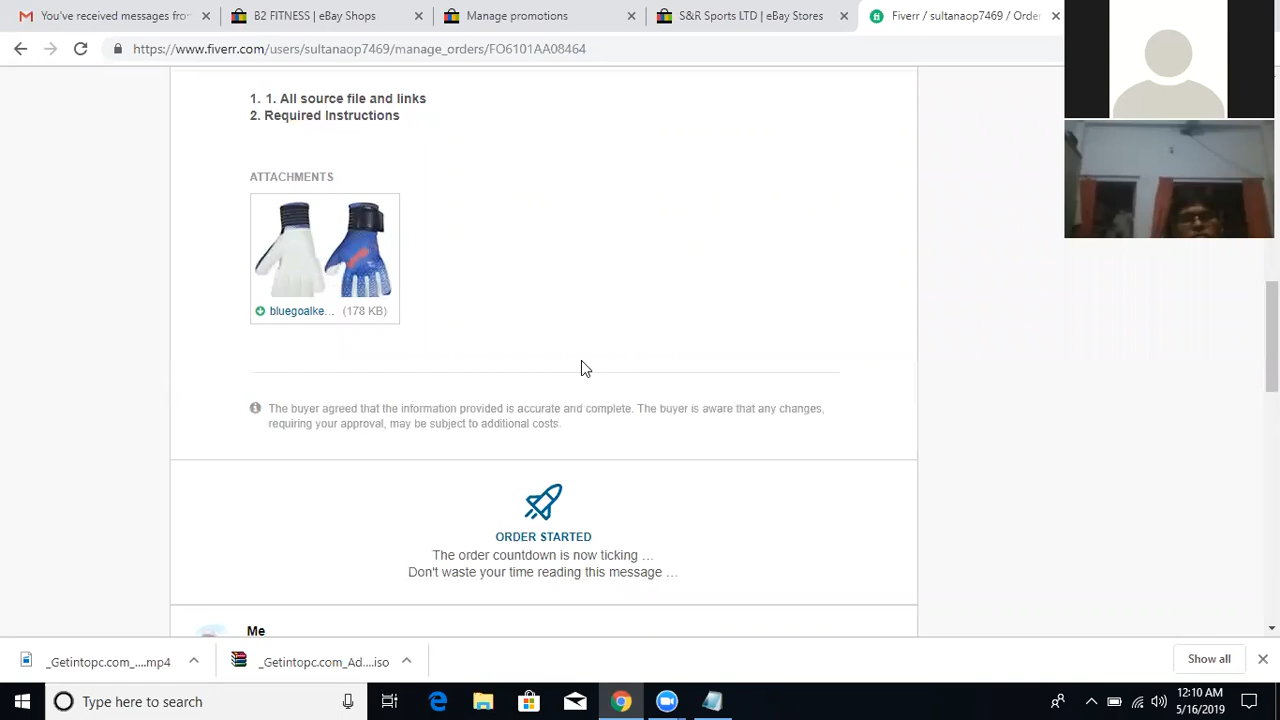 You've received messages fro
B2 FITNESS | eBay Shops
Manage promotions
S&R Sports LTD | eBay Stores
Fiverr / sultanaop7469 / Orde
https://www.fiverr.com/users/sultanaop7469/manage_orders/FO6101AA08464
1. 1. All source file and links
2. Required Instructions
ATTACHMENTS
bluegoalke... (178 KB)
The buyer agreed that the information provided is accurate and complete. The buyer is aware that any changes,
requiring your approval, may be subject to additional costs.
ORDER STARTED
The order countdown is now ticking ...
Don't waste your time reading this message ...
Me
_Getintopc.com_....mp4
_Getintopc.com_Ad....iso
Show all
Type here to search
12:10 AM
5/16/2019